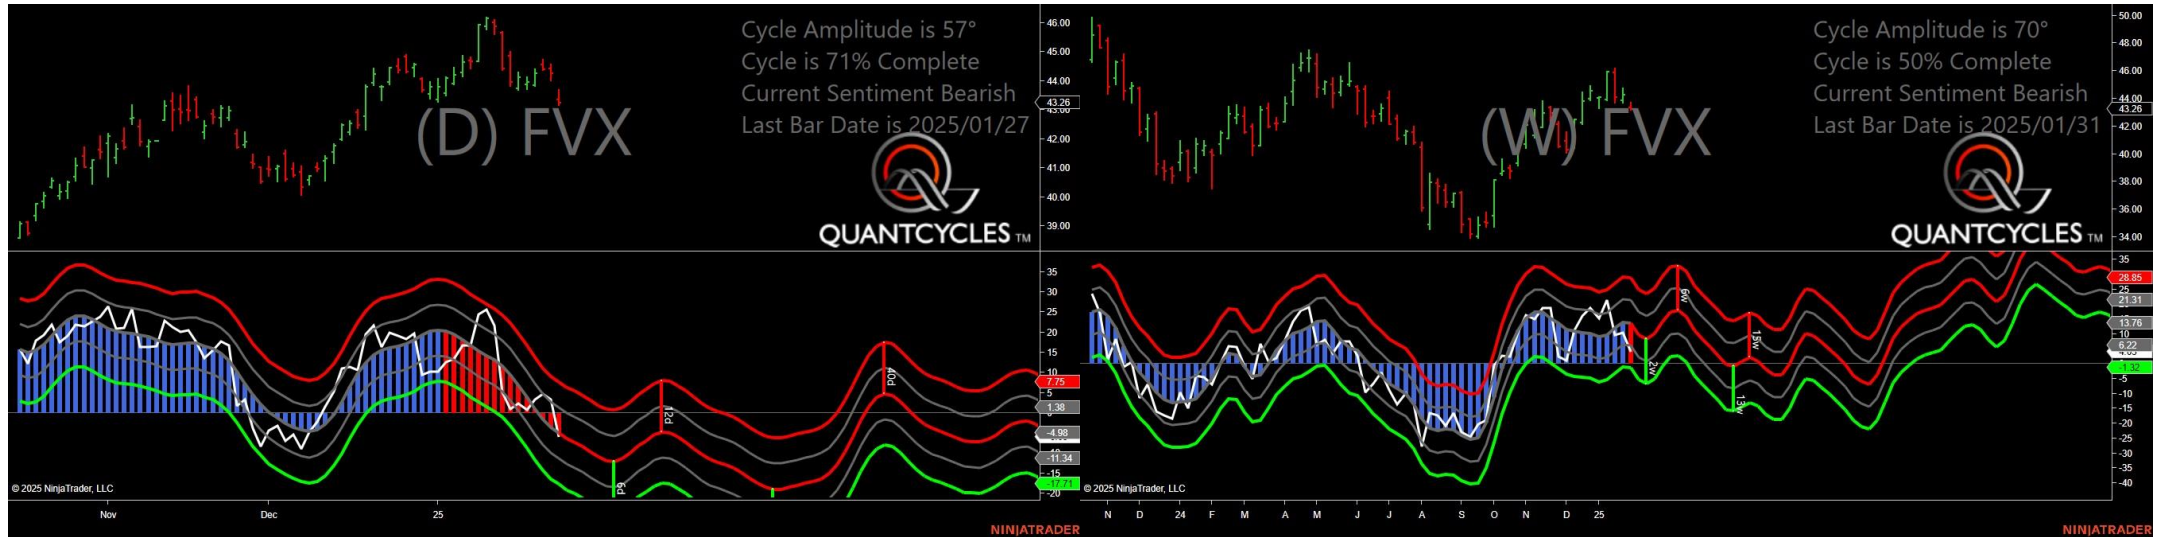 Cycle Amplitude is 57°
Cycle is 71% Complete
Current Sentiment Bearish
Last Bar Date is 2025/01/27
(D) FVX
QUANTCYCLES TM
46.00
45.00
44.00
43.26
43.00
42.00
41.00
40.00
39.00
35
30
25
20
15
10
7.75
5
1.38
-4.98
-11.34
-15
-17.71
-20
12d
40d
6d
© 2025 NinjaTrader, LLC
Nov
Dec
25
NINJATRADER
Cycle Amplitude is 70°
Cycle is 50% Complete
Current Sentiment Bearish
Last Bar Date is 2025/01/31
(W) FVX
QUANTCYCLES TM
50.00
48.00
46.00
44.00
43.26
42.00
40.00
38.00
36.00
34.00
35
28.85
25
21.31
13.76
10
6.22
-1.32
-5
-10
-15
-20
-25
-30
-35
-40
6w
15w
2w
13w
© 2025 NinjaTrader, LLC
N D 24 F M A M J J A S O N D 25
NINJATRADER